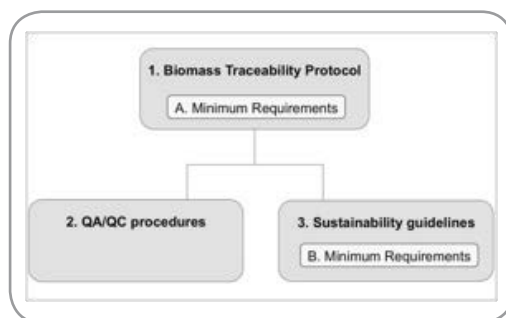 1. Biomass Traceability Protocol
A. Minimum Requirements
2. QA/QC procedures
3. Sustainability guidelines
B. Minimum Requirements